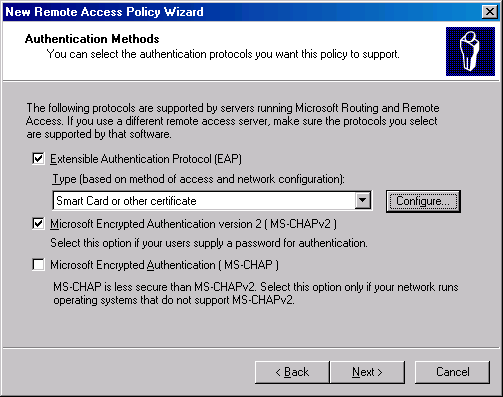 New Remote Access Policy Wizard
Authentication Methods
You can select the authentication protocols you want this policy to support.
The following protocols are supported by servers running Microsoft Routing and Remote
Access. If you use a different remote access server, make sure the protocols you select
are supported by that software.
Extensible Authentication Protocol (EAP)
Type (based on method of access and network configuration):
Smart Card or other certificate
Configure...
Microsoft Encrypted Authentication version 2 ( MS-CHAPv2 )
Select this option if your users supply a password for authentication.
Microsoft Encrypted Authentication ( MS-CHAP )
MS-CHAP is less secure than MS-CHAPv2. Select this option only if your network runs
operating systems that do not support MS-CHAPv2.
< Back
Next >
Cancel